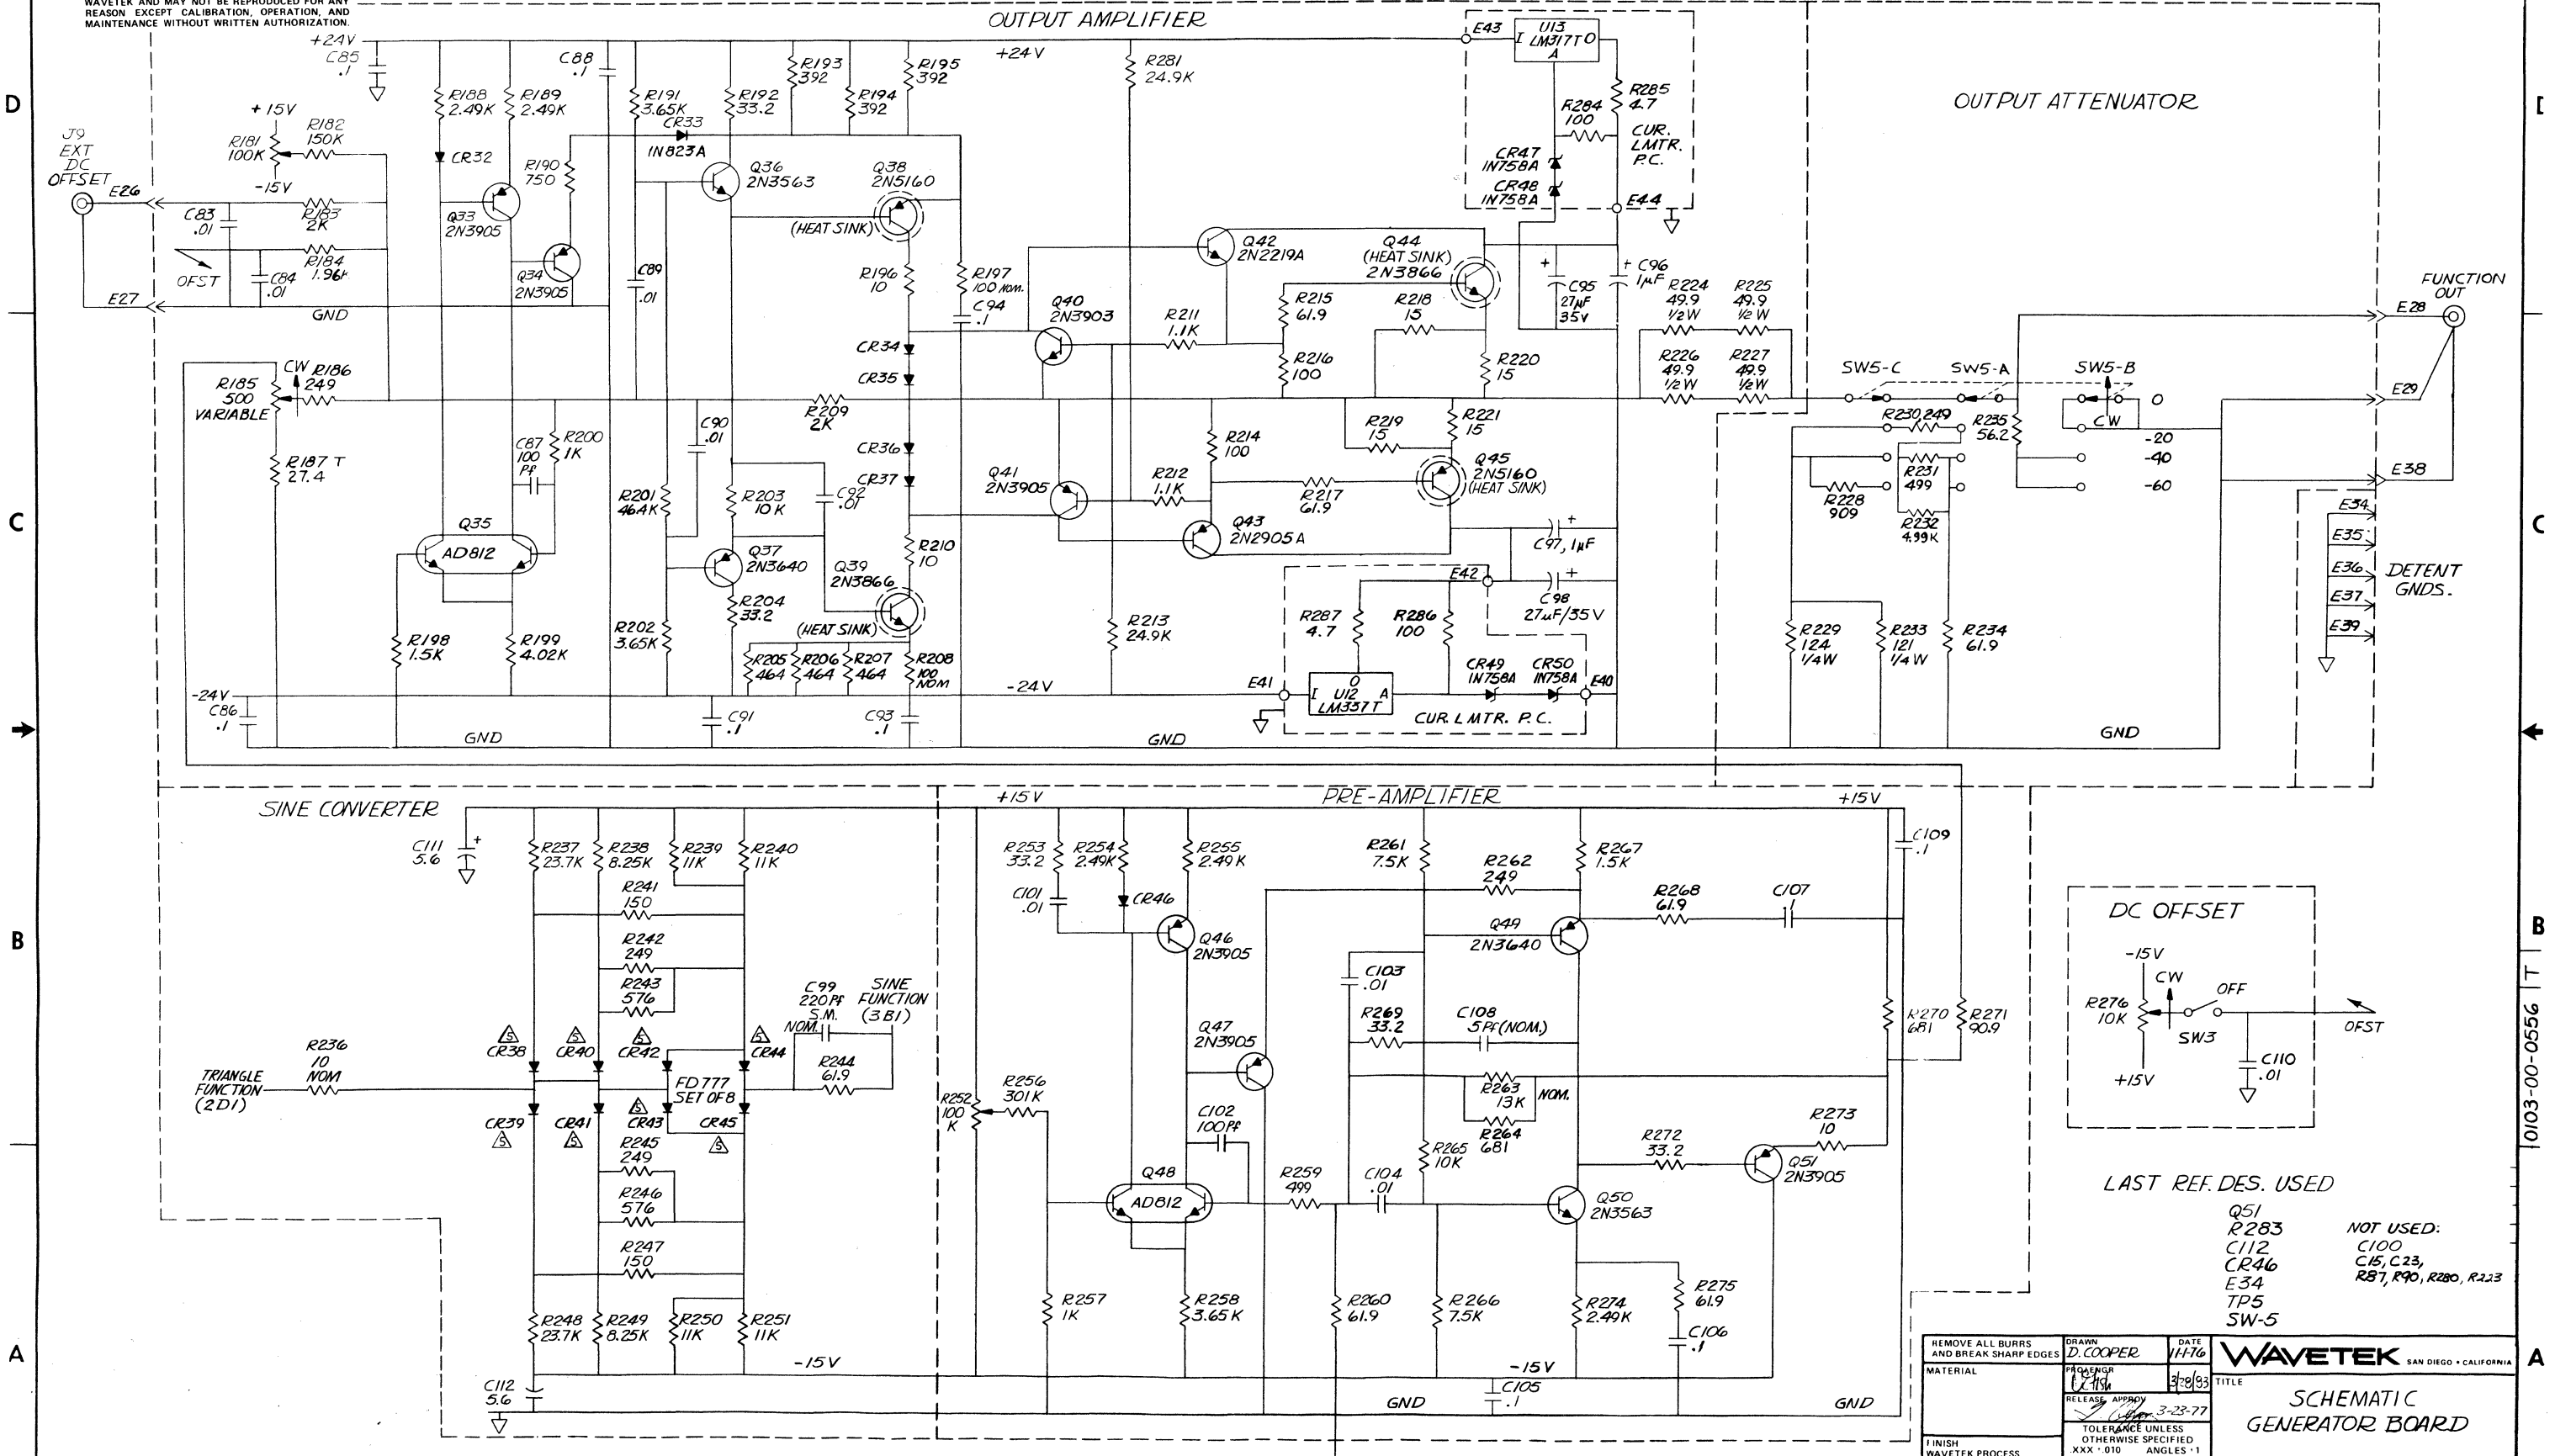 WAVETEK AND MAY NOT BE REPRODUCED FOR ANY
REASON EXCEPT CALIBRATION, OPERATION, AND
MAINTENANCE WITHOUT WRITTEN AUTHORIZATION.
OUTPUT AMPLIFIER
OUTPUT ATTENUATOR
D
+24V
C85
.1
C88
.1
+24V
R193
392
R194
392
R195
392
R281
24.9K
E43
U13
I LM317T O
A
R285
4.7
R284
100
CUR.
LMTR.
P.C.
CR47
1N758A
CR48
1N758A
E44
R188
2.49K
R189
2.49K
R191
3.65K
R192
33.2
CR33
1N823A
+15V
R181
100K
R182
150K
-15V
J9
EXT
DC
OFFSET
E26
C83
.01
R183
2K
OFST
C84
.01
R184
1.96K
E27
GND
CR32
R190
750
Q33
2N3905
Q34
2N3905
C89
.01
Q36
2N3563
Q38
2N5160
(HEAT SINK)
R196
10
R197
100 NOM.
C94
.1
Q40
2N3903
R211
1.1K
Q42
2N2219A
Q44
(HEAT SINK)
2N3866
R215
61.9
R218
15
R216
100
R220
15
+
C95
27µF
35V
+ C96
1µF
R224
49.9
1/2W
R225
49.9
1/2W
R226
49.9
1/2W
R227
49.9
1/2W
FUNCTION
OUT
E28
E29
E38
SW5-C
SW5-A
SW5-B
CW
0
-20
-40
-60
R230,249
R235
56.2
R231
499
R228
909
R232
4.99K
R229
124
1/4W
R233
121
1/4W
R234
61.9
E34
E35
E36
E37
E39
DETENT
GNDS.
GND
CW
R185
500
VARIABLE
R186
249
R187 T
27.4
C87
100
Pf
R200
1K
C90
.01
R209
2K
CR34
CR35
CR36
CR37
R201
46.4K
R203
10K
C92
.01
Q41
2N3905
R212
1.1K
R214
100
R219
15
R221
15
Q45
2N5160
(HEAT SINK)
R217
61.9
Q43
2N2905A
+
C97, 1µF
+
C98
27µF/35V
C
Q35
AD812
R198
1.5K
R199
4.02K
R202
3.65K
Q37
2N3640
R204
33.2
Q39
2N3866
(HEAT SINK)
R210
10
R205
464
R206
464
R207
464
R208
100
NOM
R213
24.9K
E42
R287
4.7
R286
100
CR49
1N758A
CR50
1N758A
E40
E41
O
I U12 A
LM337T
CUR. LMTR. P.C.
-24V
C86
.1
-24V
C91
.1
C93
.1
GND
GND
SINE CONVERTER
C111
5.6
+
R237
23.7K
R238
8.25K
R239
11K
R240
11K
R241
150
R242
249
R243
576
C99
220Pf
S.M.
NOM.
SINE
FUNCTION
(3B1)
S
CR38
S
CR40
S
CR42
S
CR44
R236
10
NOM
TRIANGLE
FUNCTION
(2D1)
FD777
SET OF 8
R244
61.9
CR39
S
CR41
S
S
CR43
CR45
S
R245
249
R246
576
R247
150
R248
23.7K
R249
8.25K
R250
11K
R251
11K
-15V
C112
5.6
PRE-AMPLIFIER
+15V
+15V
R253
33.2
R254
2.49K
R255
2.49K
C101
.01
CR46
Q46
2N3905
R261
7.5K
R262
249
R267
1.5K
C109
.1
R268
61.9
C107
.1
Q49
2N3640
C103
.01
R269
33.2
C108
5Pf(NOM.)
Q47
2N3905
R252
100
K
R256
301K
C102
100Pf
R263
13K
NOM.
R264
681
R265
10K
R270
681
R271
90.9
R273
10
R272
33.2
Q51
2N3905
Q48
AD812
R259
499
C104
.01
Q50
2N3563
R257
1K
R258
3.65K
R260
61.9
R266
7.5K
R274
2.49K
R275
61.9
C106
.1
-15V
C105
.1
GND
GND
B
DC OFFSET
-15V
CW
R276
10K
OFF
SW3
+15V
C110
.01
OFST
0103-00-0556 T
LAST REF. DES. USED
Q51
R283
C112
CR46
E34
TP5
SW-5
NOT USED:
C100
C15, C23,
R87, R90, R280, R223
A
REMOVE ALL BURRS
AND BREAK SHARP EDGES
DRAWN
D. COOPER
DATE
11-1-76
WAVETEK SAN DIEGO • CALIFORNIA
MATERIAL
PROJ ENGR
3/28/83
TITLE
RELEASE APPROV
3-23-77
SCHEMATIC
GENERATOR BOARD
TOLERANCE UNLESS
OTHERWISE SPECIFIED
.XXX ±.010 ANGLES ±1
FINISH
WAVETEK PROCESS